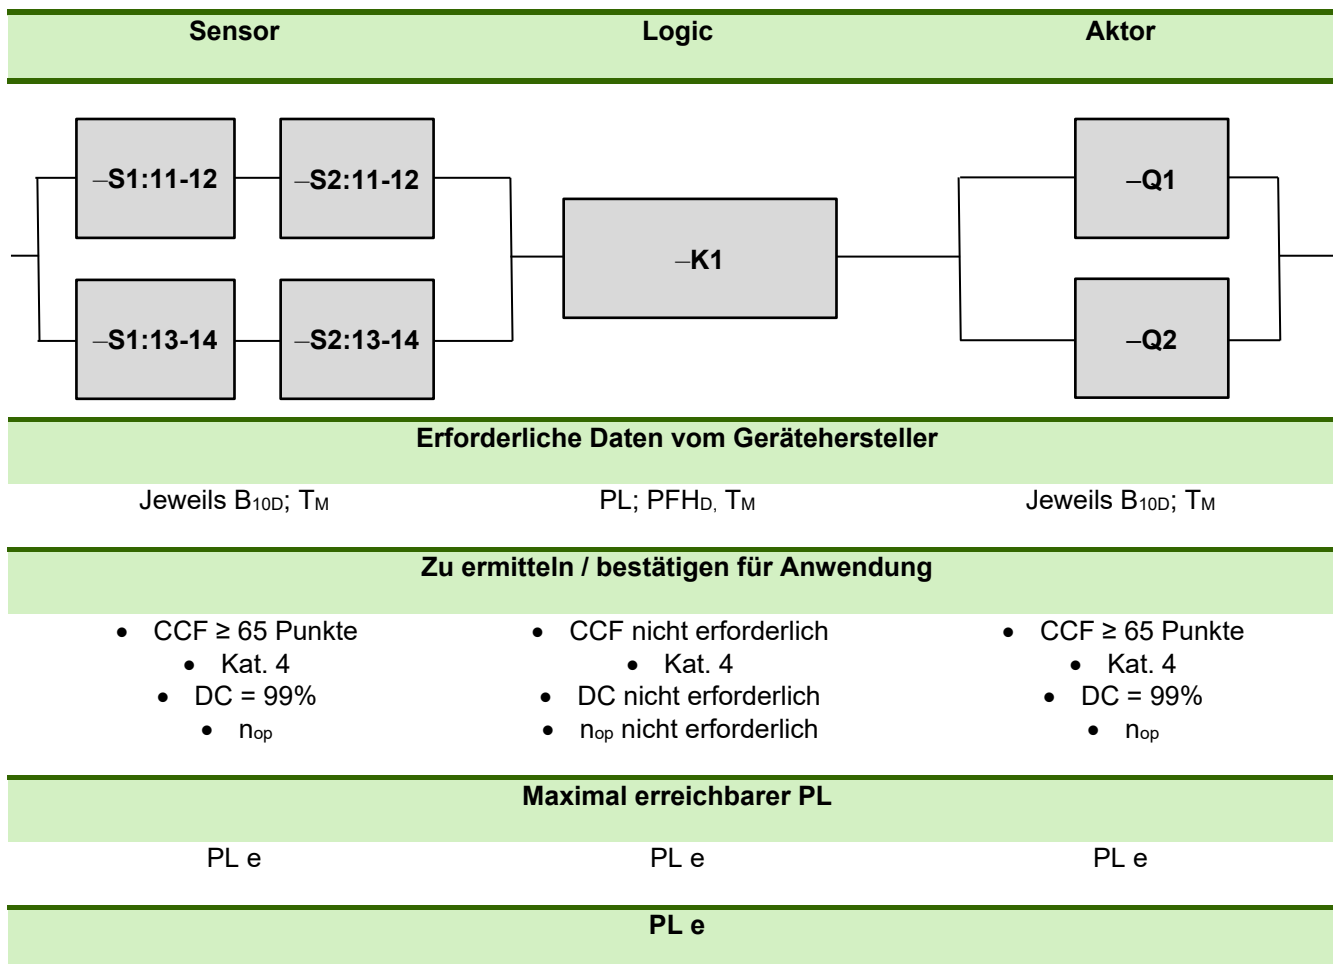 Sensor Logic Aktor
–S1:11-12 –S2:11-12 –Q1
–K1
–S1:13-14 –S2:13-14 –Q2
Erforderliche Daten vom Gerätehersteller
Jeweils B10D; TM PL; PFHD, TM Jeweils B10D; TM
Zu ermitteln / bestätigen für Anwendung
• CCF ≥ 65 Punkte • CCF nicht erforderlich • CCF ≥ 65 Punkte
• Kat. 4 • Kat. 4 • Kat. 4
• DC = 99% • DC nicht erforderlich • DC = 99%
• nop • nop nicht erforderlich • nop
Maximal erreichbarer PL
PL e PL e PL e
PL e